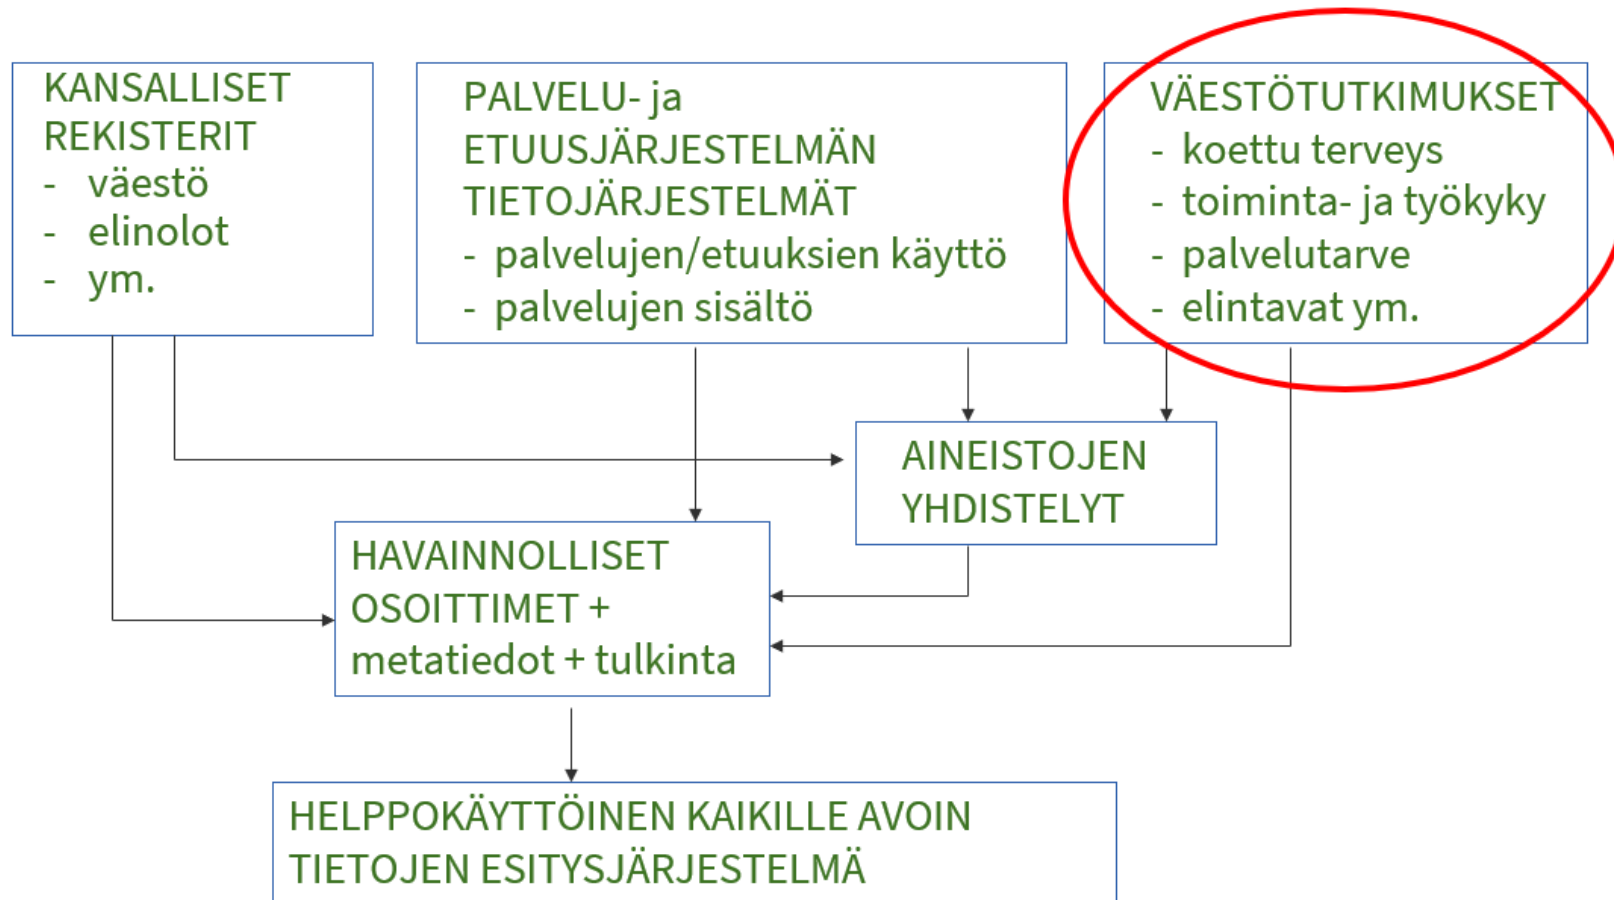 KANSALLISET
REKISTERIT
- väestö
- elinolot
- ym.
PALVELU- ja
ETUUSJÄRJESTELMÄN
TIETOJÄRJESTELMÄT
- palvelujen/etuuksien käyttö
- palvelujen sisältö
VÄESTÖTUTKIMUKSET
- koettu terveys
- toiminta- ja työkyky
- palvelutarve
- elintavat ym.
AINEISTOJEN
YHDISTELYT
HAVAINNOLLISET
OSOITTIMET +
metatiedot + tulkinta
HELPPOKÄYTTÖINEN KAIKILLE AVOIN
TIETOJEN ESITYSJÄRJESTELMÄ